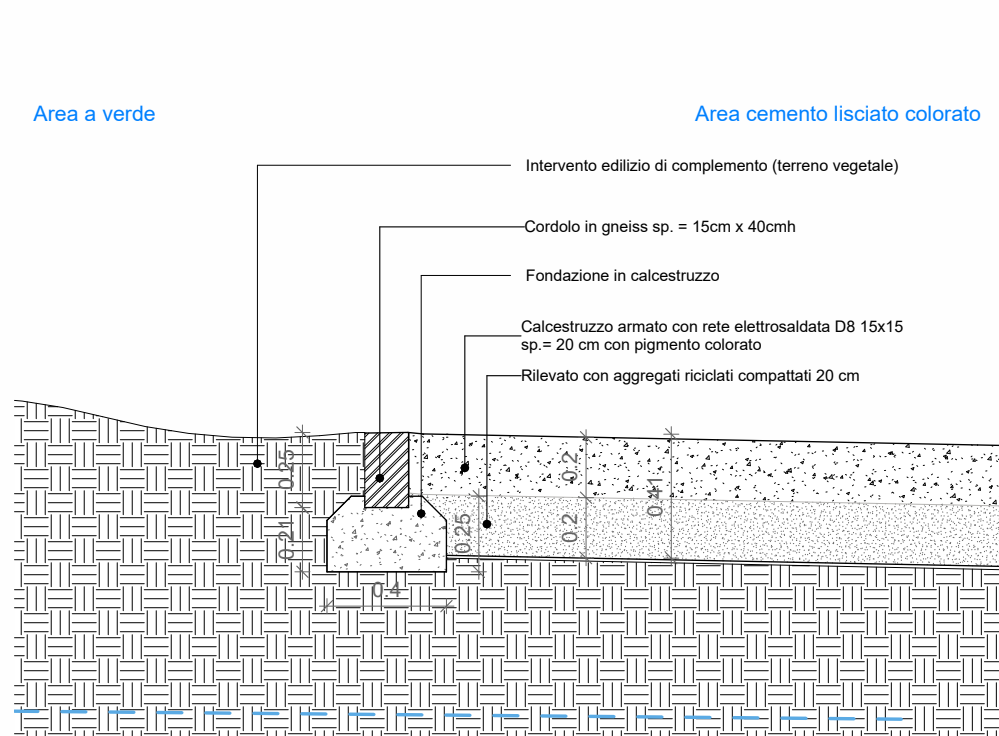 Area a verde
Area cemento lisciato colorato
Intervento edilizio di complemento (terreno vegetale)
Cordolo in gneiss sp. = 15cm x 40cmh
Fondazione in calcestruzzo
Calcestruzzo armato con rete elettrosaldata D8 15x15
sp.= 20 cm con pigmento colorato
Rilevato con aggregati riciclati compattati 20 cm
0.25
0.2
0.41
0.21
0.25
0.2
0.4